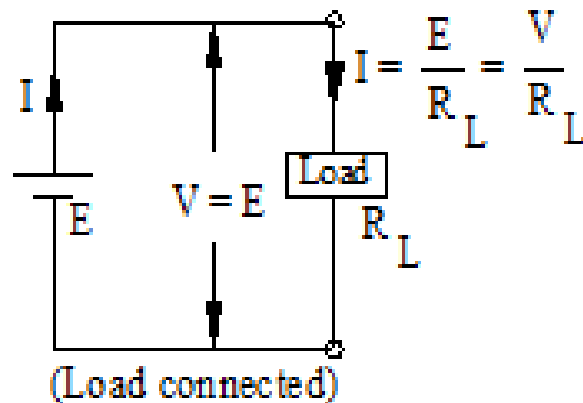 I
E
V = E
I = E/R_L = V/R_L
Load
R_L
(Load connected)